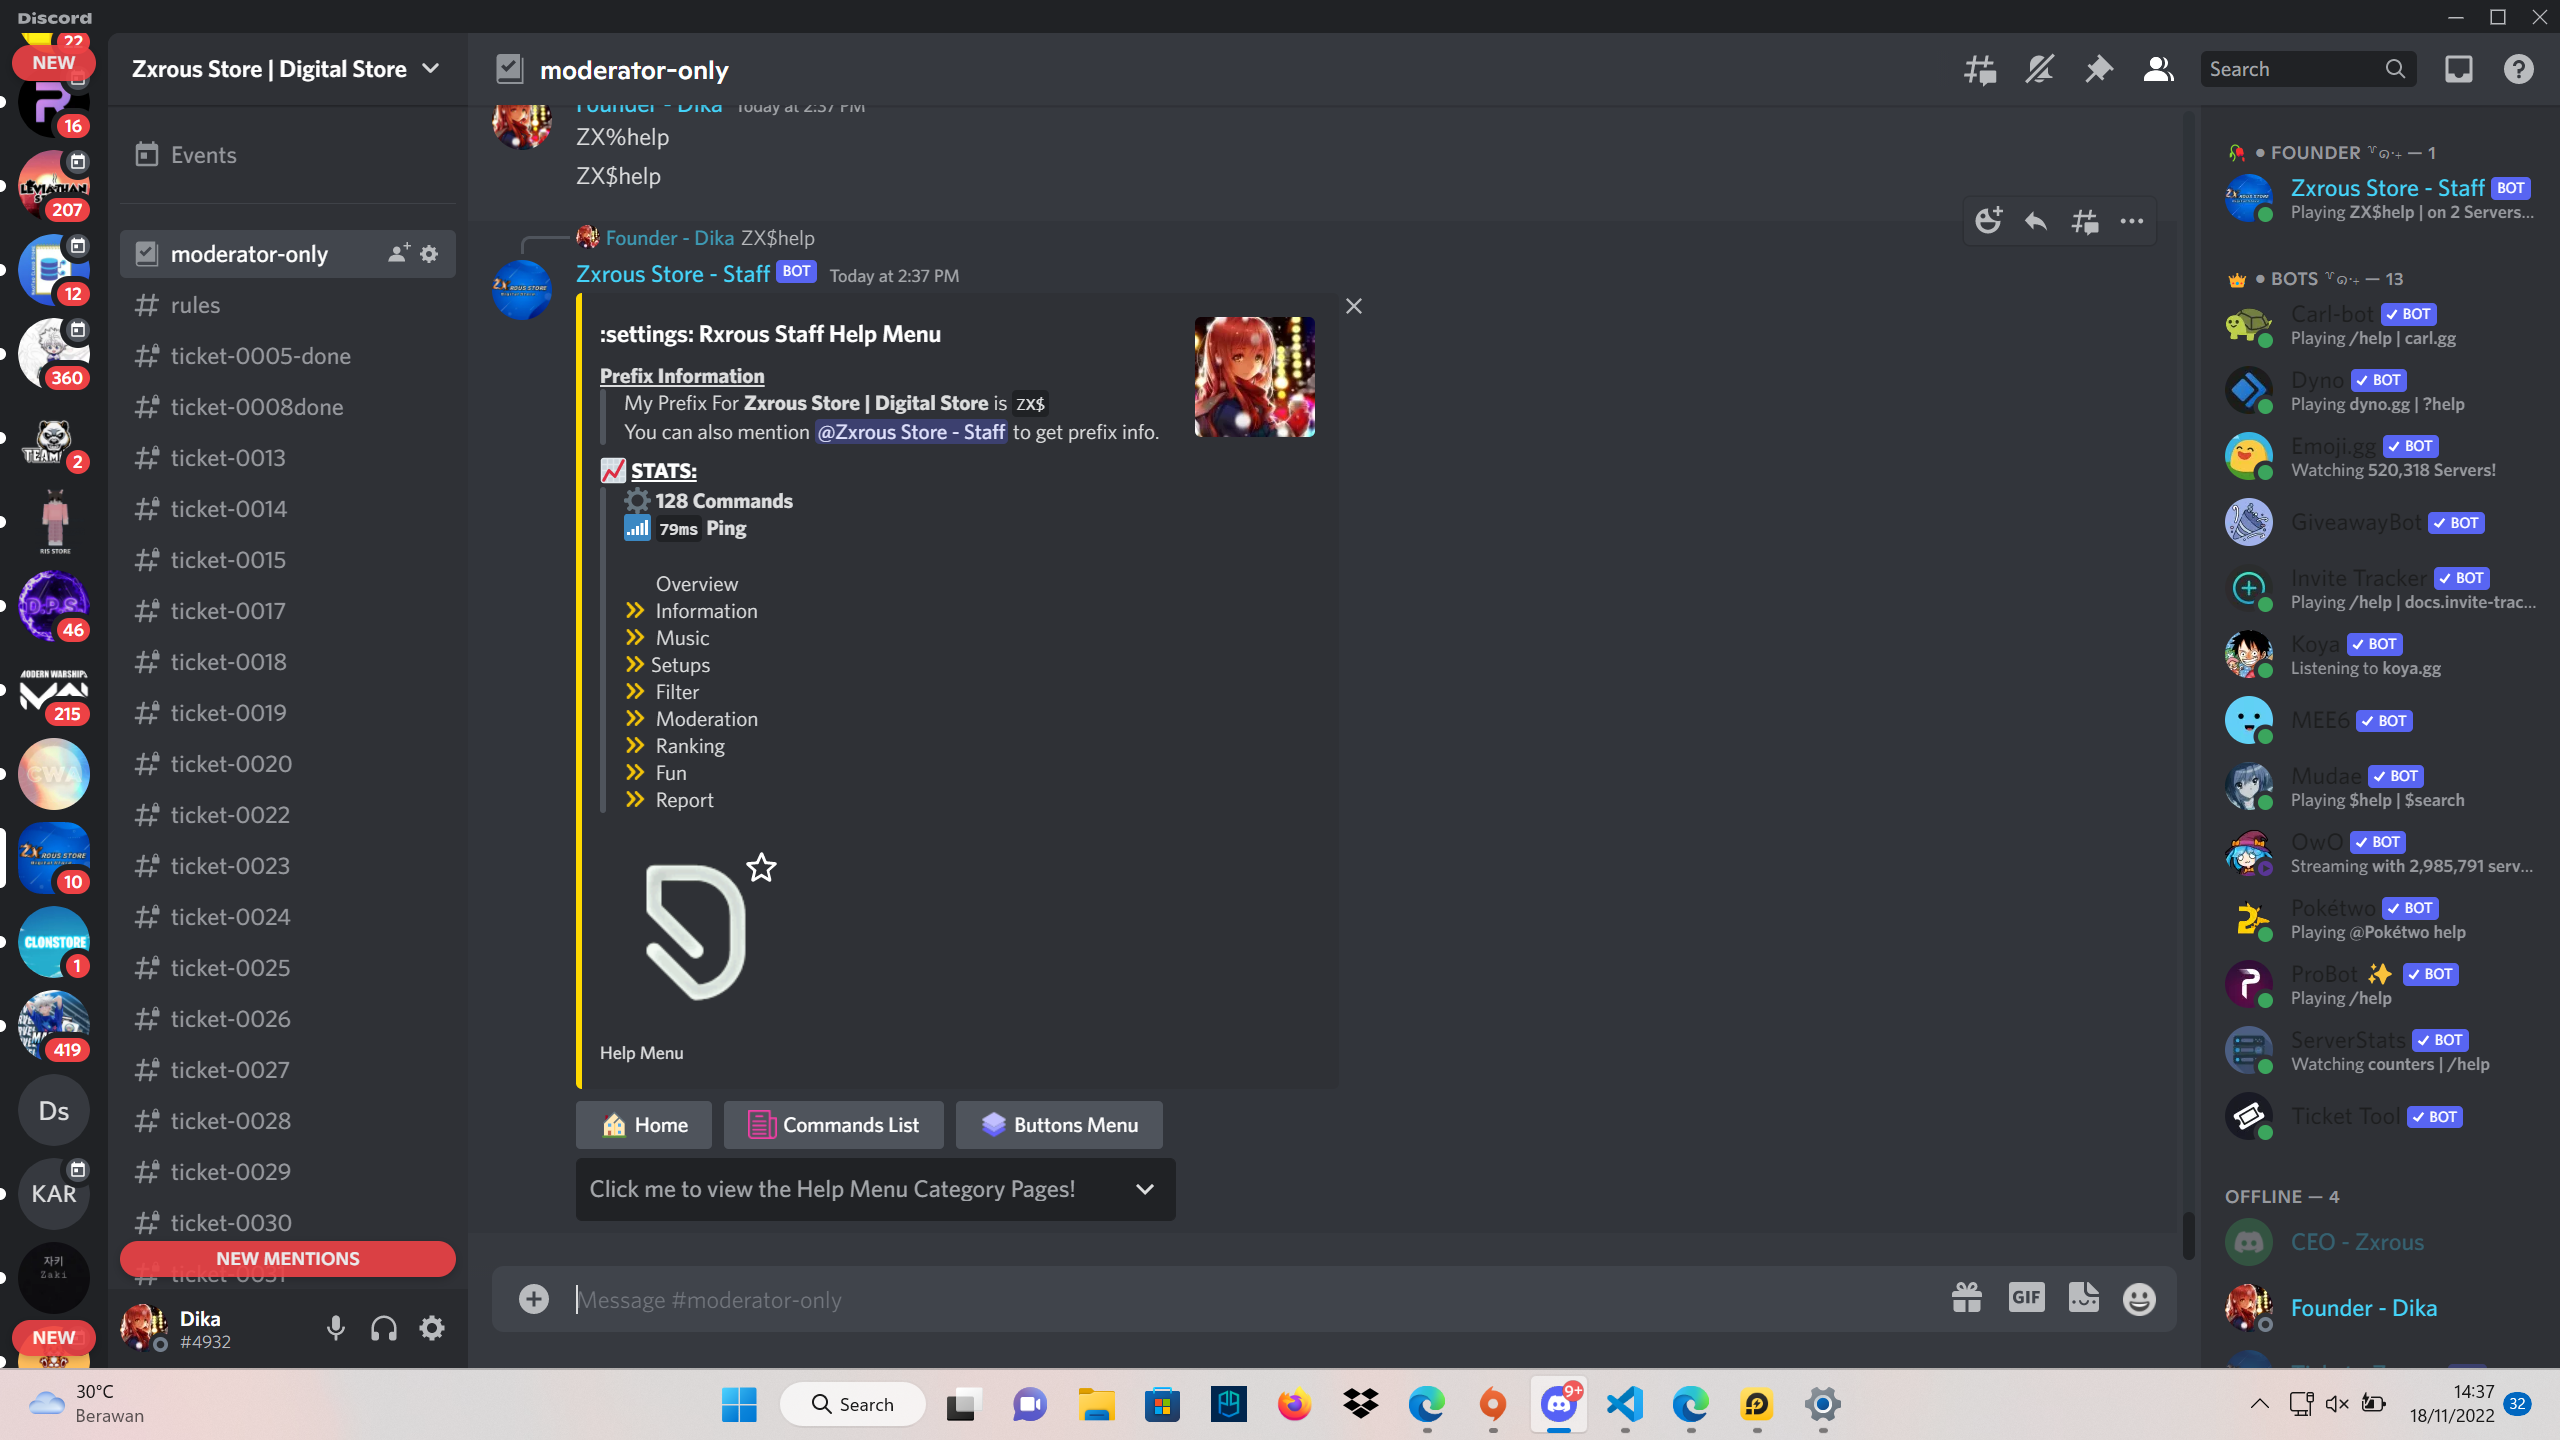 Discord
22
NEW
16
207
12
360
TEAM
2
RIS STORE
D.P.S
46
MODERN WARSHIPS
215
CWA
10
CLONSTORE
1
419
Ds
KAR
자키
Zaki
NEW
Zxrous Store | Digital Store
Events
moderator-only
rules
ticket-0005-done
ticket-0008done
ticket-0013
ticket-0014
ticket-0015
ticket-0017
ticket-0018
ticket-0019
ticket-0020
ticket-0022
ticket-0023
ticket-0024
ticket-0025
ticket-0026
ticket-0027
ticket-0028
ticket-0029
ticket-0030
NEW MENTIONS
ticket-0031
Dika
#4932
moderator-only
Search
Founder - Dika Today at 2:37 PM
ZX%help
ZX$help
Founder - Dika ZX$help
Zxrous Store - Staff BOT Today at 2:37 PM
:settings: Rxrous Staff Help Menu
Prefix Information
My Prefix For Zxrous Store | Digital Store is ZX$
You can also mention @Zxrous Store - Staff to get prefix info.
STATS:
128 Commands
79ms Ping
Overview
Information
Music
Setups
Filter
Moderation
Ranking
Fun
Report
Help Menu
Home Commands List Buttons Menu
Click me to view the Help Menu Category Pages!
Message #moderator-only
GIF
FOUNDER — 1
Zxrous Store - Staff BOT
Playing ZX$help | on 2 Servers...
BOTS — 13
Carl-bot BOT
Playing /help | carl.gg
Dyno BOT
Playing dyno.gg | ?help
Emoji.gg BOT
Watching 520,318 Servers!
GiveawayBot BOT
Invite Tracker BOT
Playing /help | docs.invite-trac...
Koya BOT
Listening to koya.gg
MEE6 BOT
Mudae BOT
Playing $help | $search
OwO BOT
Streaming with 2,985,791 serv...
Pokétwo BOT
Playing @Pokétwo help
ProBot BOT
Playing /help
ServerStats BOT
Watching counters | /help
Ticket Tool BOT
OFFLINE — 4
CEO - Zxrous
Founder - Dika
30°C
Berawan
Search
9+
14:37
18/11/2022
32